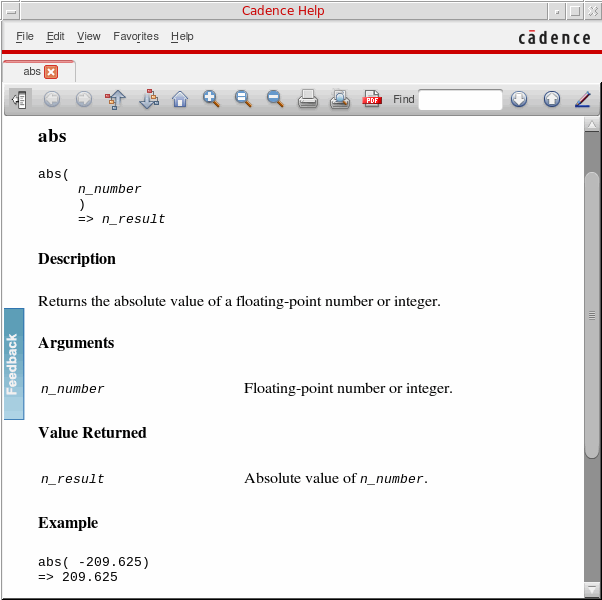 Cadence Help
File Edit View Favorites Help
cādence
abs
PDF Find
abs
abs(
n_number
)
=> n_result
Description
Returns the absolute value of a floating-point number or integer.
Arguments
n_number Floating-point number or integer.
Feedback
Value Returned
n_result Absolute value of n_number.
Example
abs( -209.625)
=> 209.625